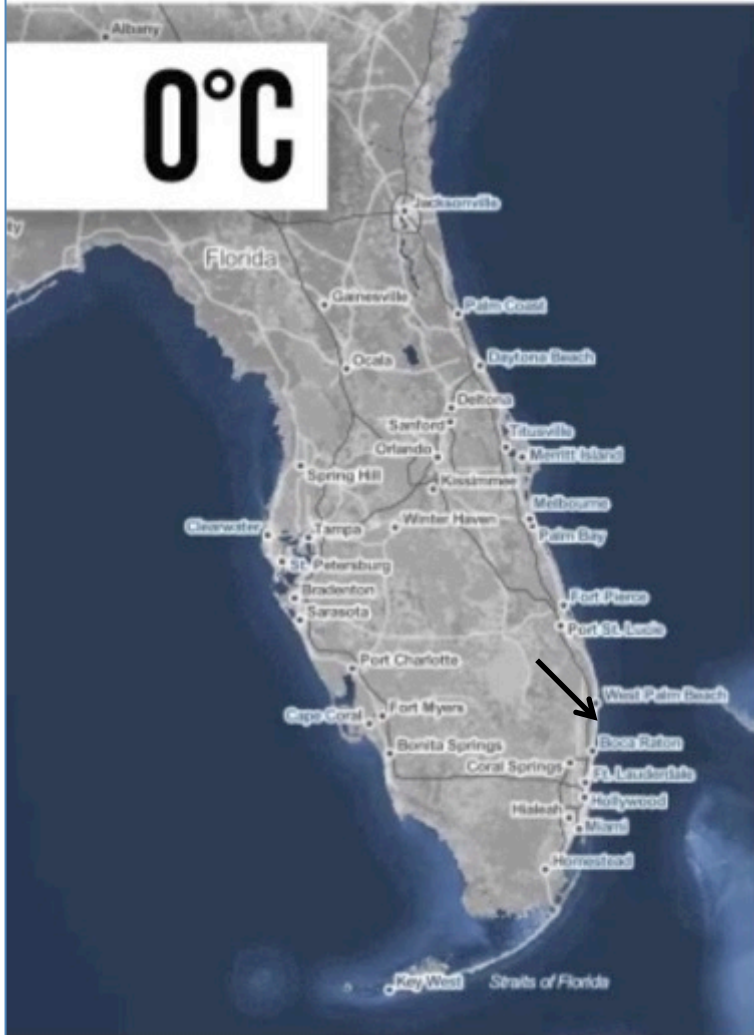 Albany
0°C
Jacksonville
ty
Florida
Gainesville
Palm Coast
Daytona Beach
Ocala
Deltona
Sanford
Titusville
Orlando
Merritt Island
Spring Hill
Kissimmee
Melbourne
Clearwater
Tampa
Winter Haven
Palm Bay
St. Petersburg
Bradenton
Fort Pierce
Sarasota
Port St. Lucie
Port Charlotte
West Palm Beach
Cape Coral
Fort Myers
Boca Raton
Bonita Springs
Coral Springs
Ft. Lauderdale
Hollywood
Hialeah
Miami
Homestead
Key West
Straits of Florida